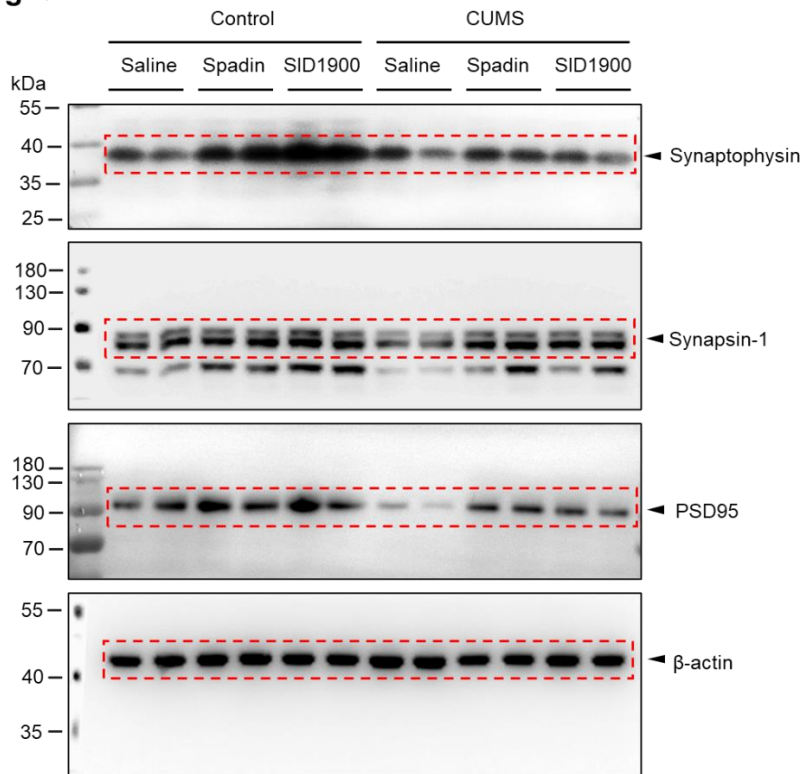 Control CUMS
Saline Spadin SID1900 Saline Spadin SID1900
kDa
55
40
35
25
Synaptophysin
180
130
90
70
Synapsin-1
180
130
90
70
PSD95
55
40
35
β-actin